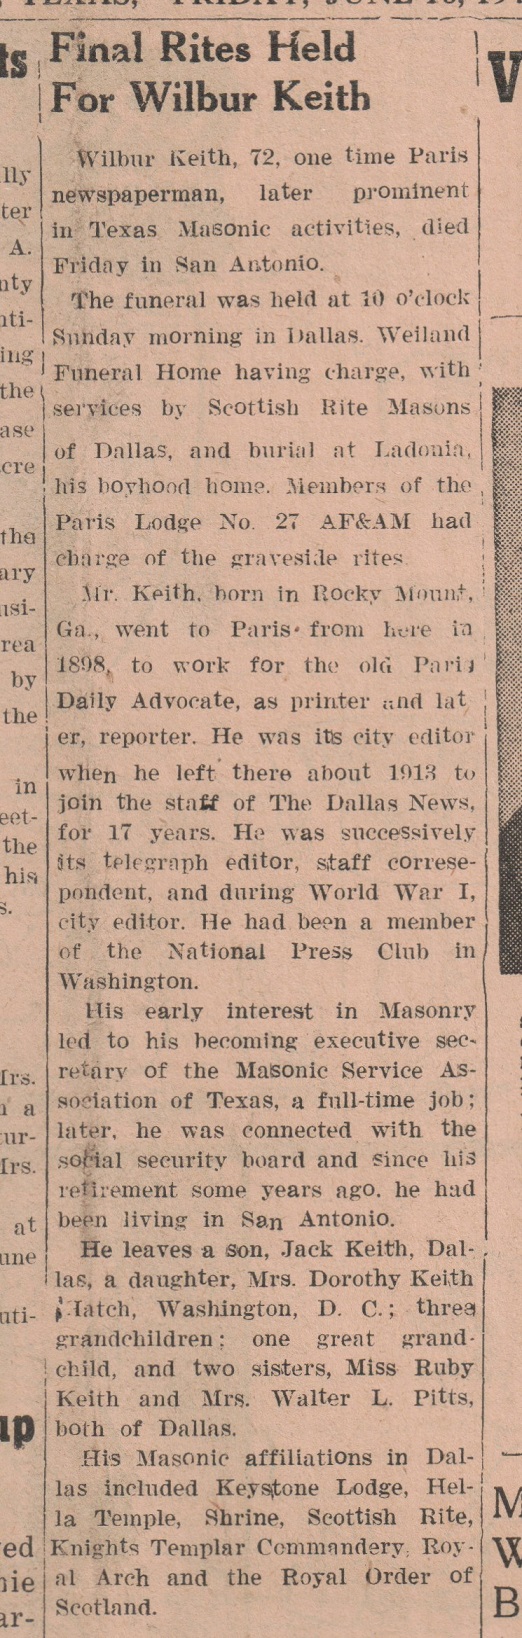 TEXAS, FRIDAY, JUNE
Final Rites Held
For Wilbur Keith
Wilbur Keith, 72, one time Paris
newspaperman, later prominent
in Texas Masonic activities, died
Friday in San Antonio.
The funeral was held at 10 o'clock
Sunday morning in Dallas. Weiland
Funeral Home having charge, with
services by Scottish Rite Masons
of Dallas, and burial at Ladonia,
his boyhood home. Members of the
Paris Lodge No. 27 AF&AM had
charge of the graveside rites.
Mr. Keith, born in Rocky Mount,
Ga., went to Paris from here in
1898, to work for the old Paris
Daily Advocate, as printer and lat
er, reporter. He was its city editor
when he left there about 1913 to
join the staff of The Dallas News,
for 17 years. He was successively
its telegraph editor, staff correse-
pondent, and during World War I,
city editor. He had been a member
of the National Press Club in
Washington.
His early interest in Masonry
led to his becoming executive sec-
retary of the Masonic Service As-
sociation of Texas, a full-time job;
later, he was connected with the
social security board and since his
retirement some years ago, he had
been living in San Antonio.
He leaves a son, Jack Keith, Dal-
las, a daughter, Mrs. Dorothy Keith
Hatch, Washington, D. C.; three
grandchildren; one great grand-
child, and two sisters, Miss Ruby
Keith and Mrs. Walter L. Pitts,
both of Dallas.
His Masonic affiliations in Dal-
las included Keystone Lodge, Hel-
la Temple, Shrine, Scottish Rite,
Knights Templar Commandery, Roy-
al Arch and the Royal Order of
Scotland.